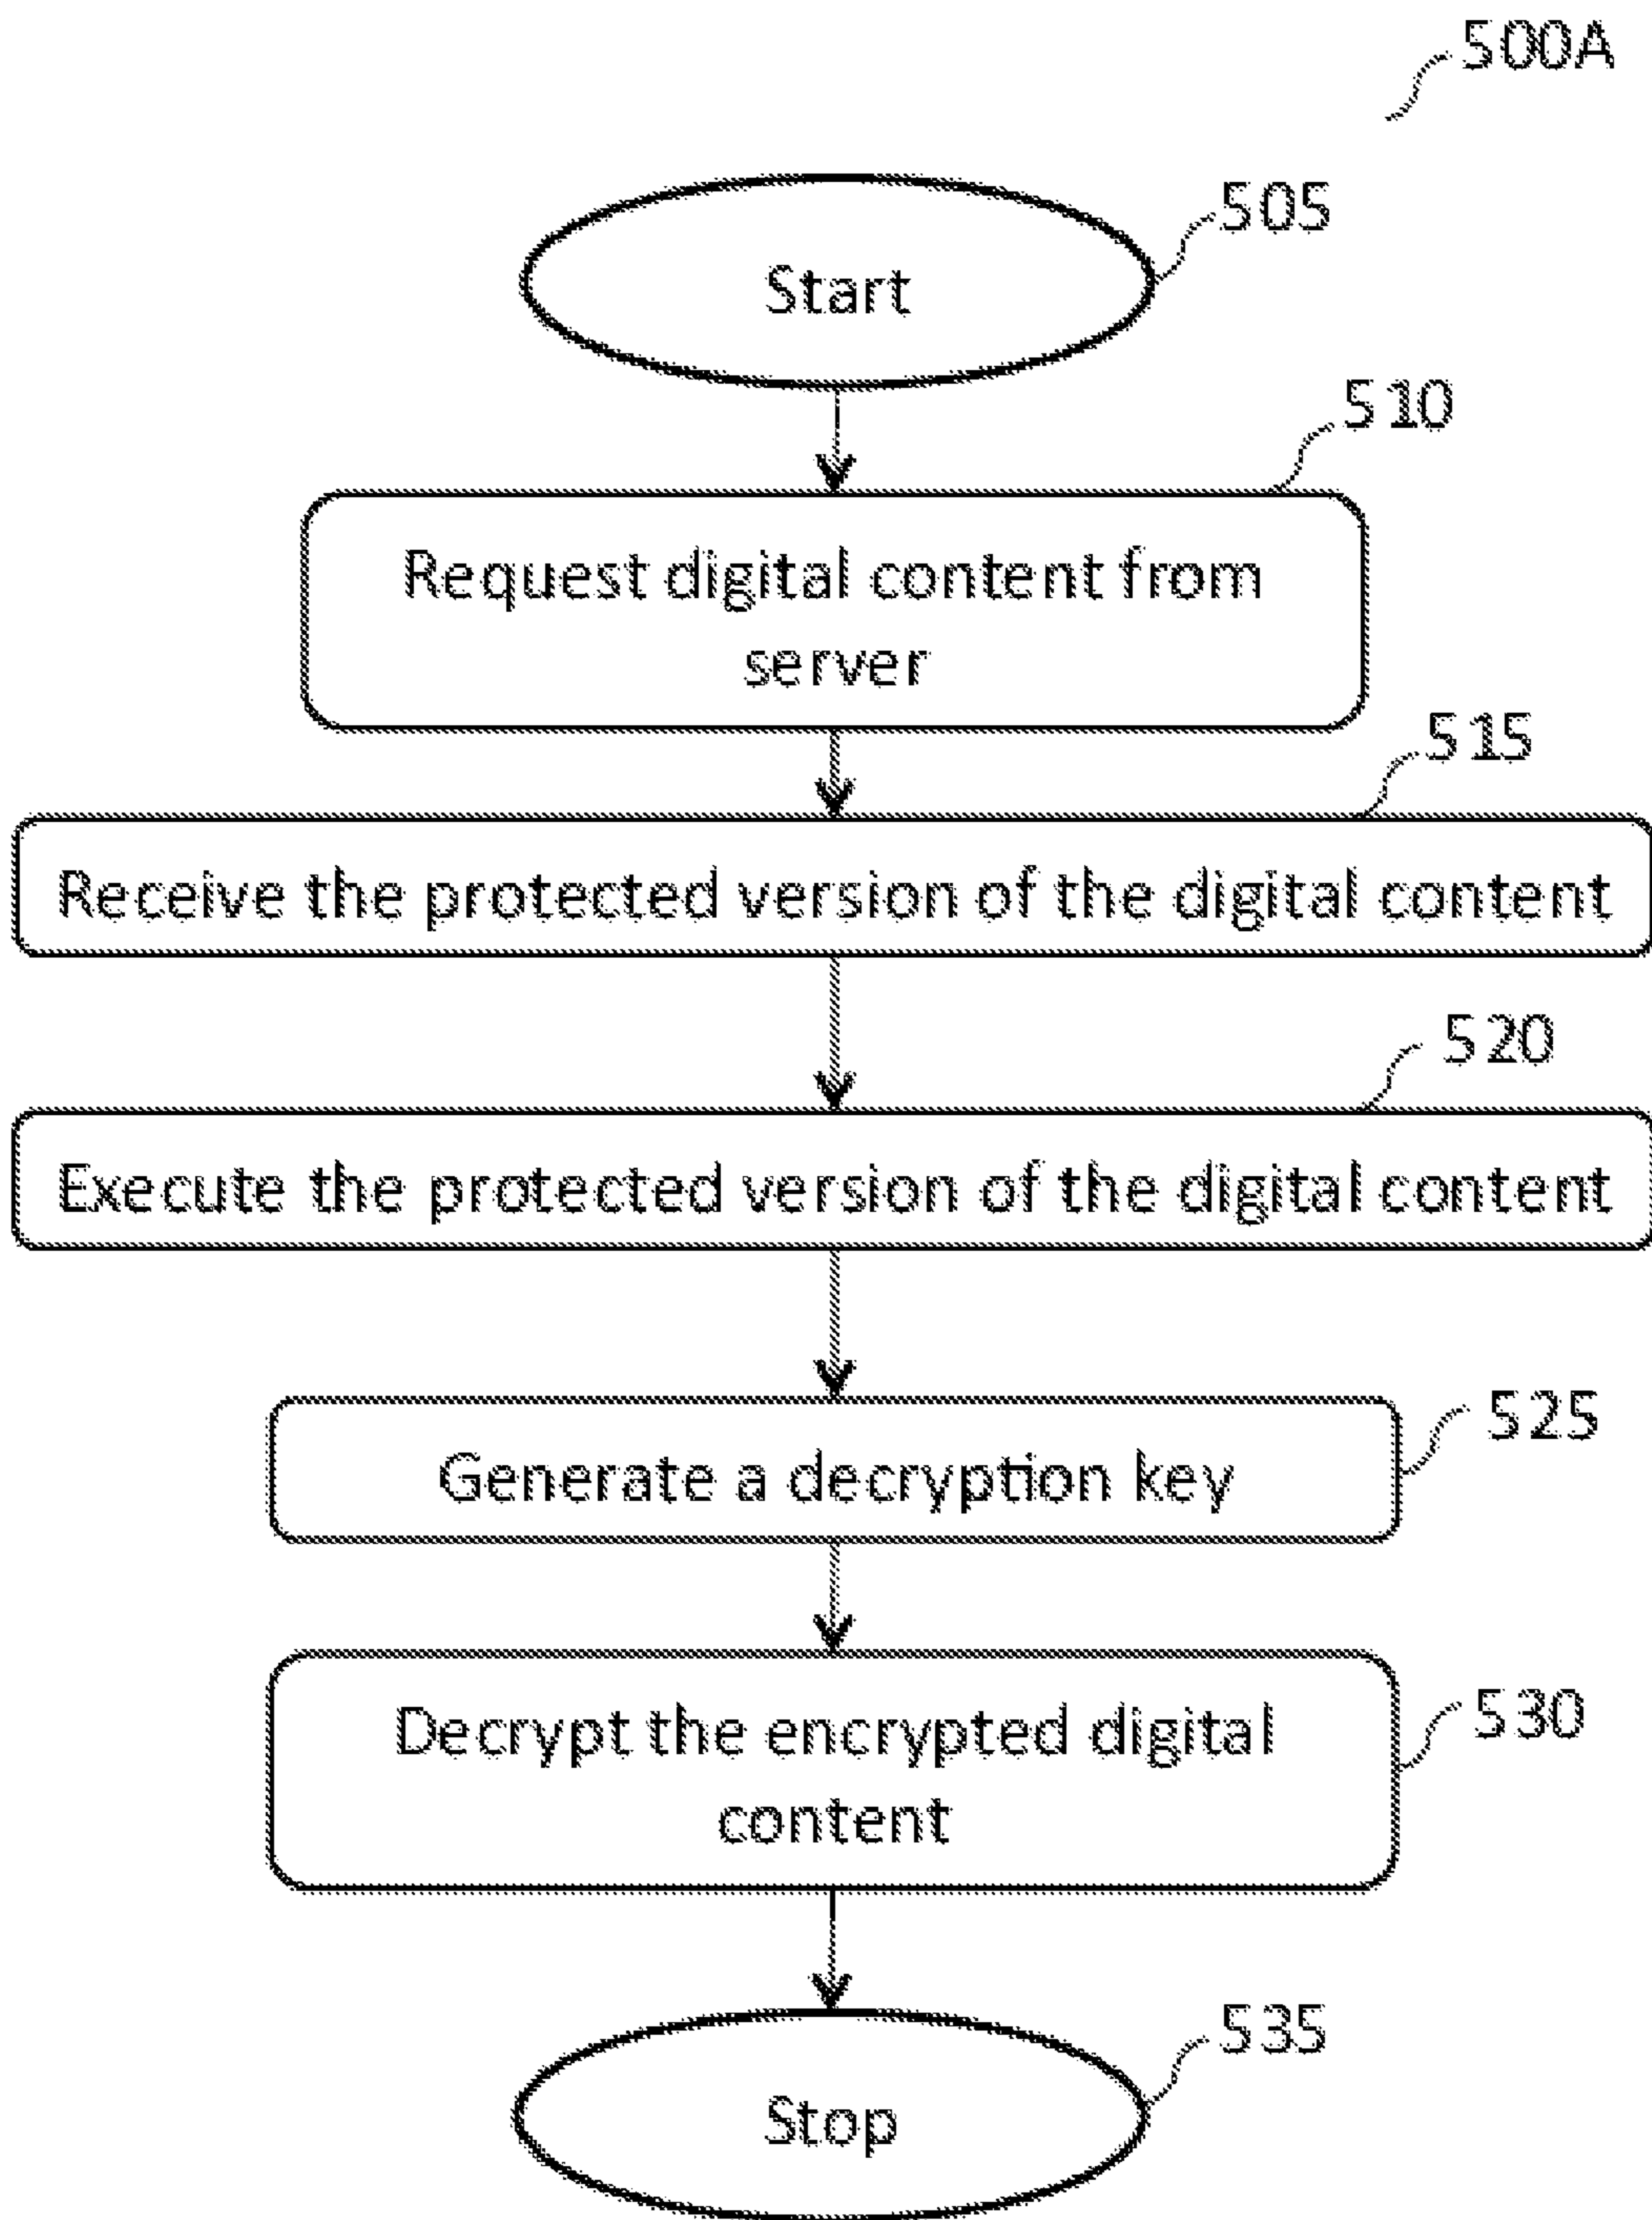 500A
505
Start
510
Request digital content from
server
515
Receive the protected version of the digital content
520
Execute the protected version of the digital content
525
Generate a decryption key
530
Decrypt the encrypted digital
content
535
Stop